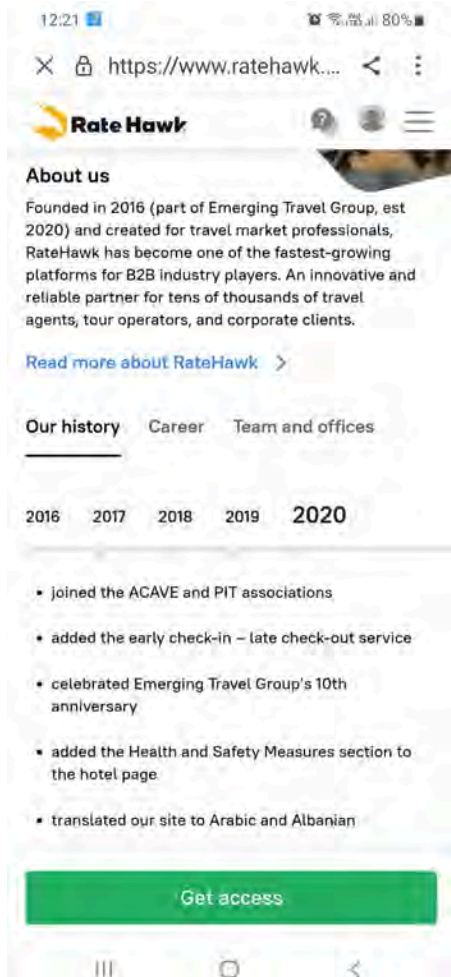 12:21
80%
https://www.ratehawk....
RateHawk
About us
Founded in 2016 (part of Emerging Travel Group, est
2020) and created for travel market professionals,
RateHawk has become one of the fastest-growing
platforms for B2B industry players. An innovative and
reliable partner for tens of thousands of travel
agents, tour operators, and corporate clients.
Read more about RateHawk >
Our history Career Team and offices
2016 2017 2018 2019 2020
• joined the ACAVE and PIT associations
• added the early check-in – late check-out service
• celebrated Emerging Travel Group's 10th
anniversary
• added the Health and Safety Measures section to
the hotel page
• translated our site to Arabic and Albanian
Get access